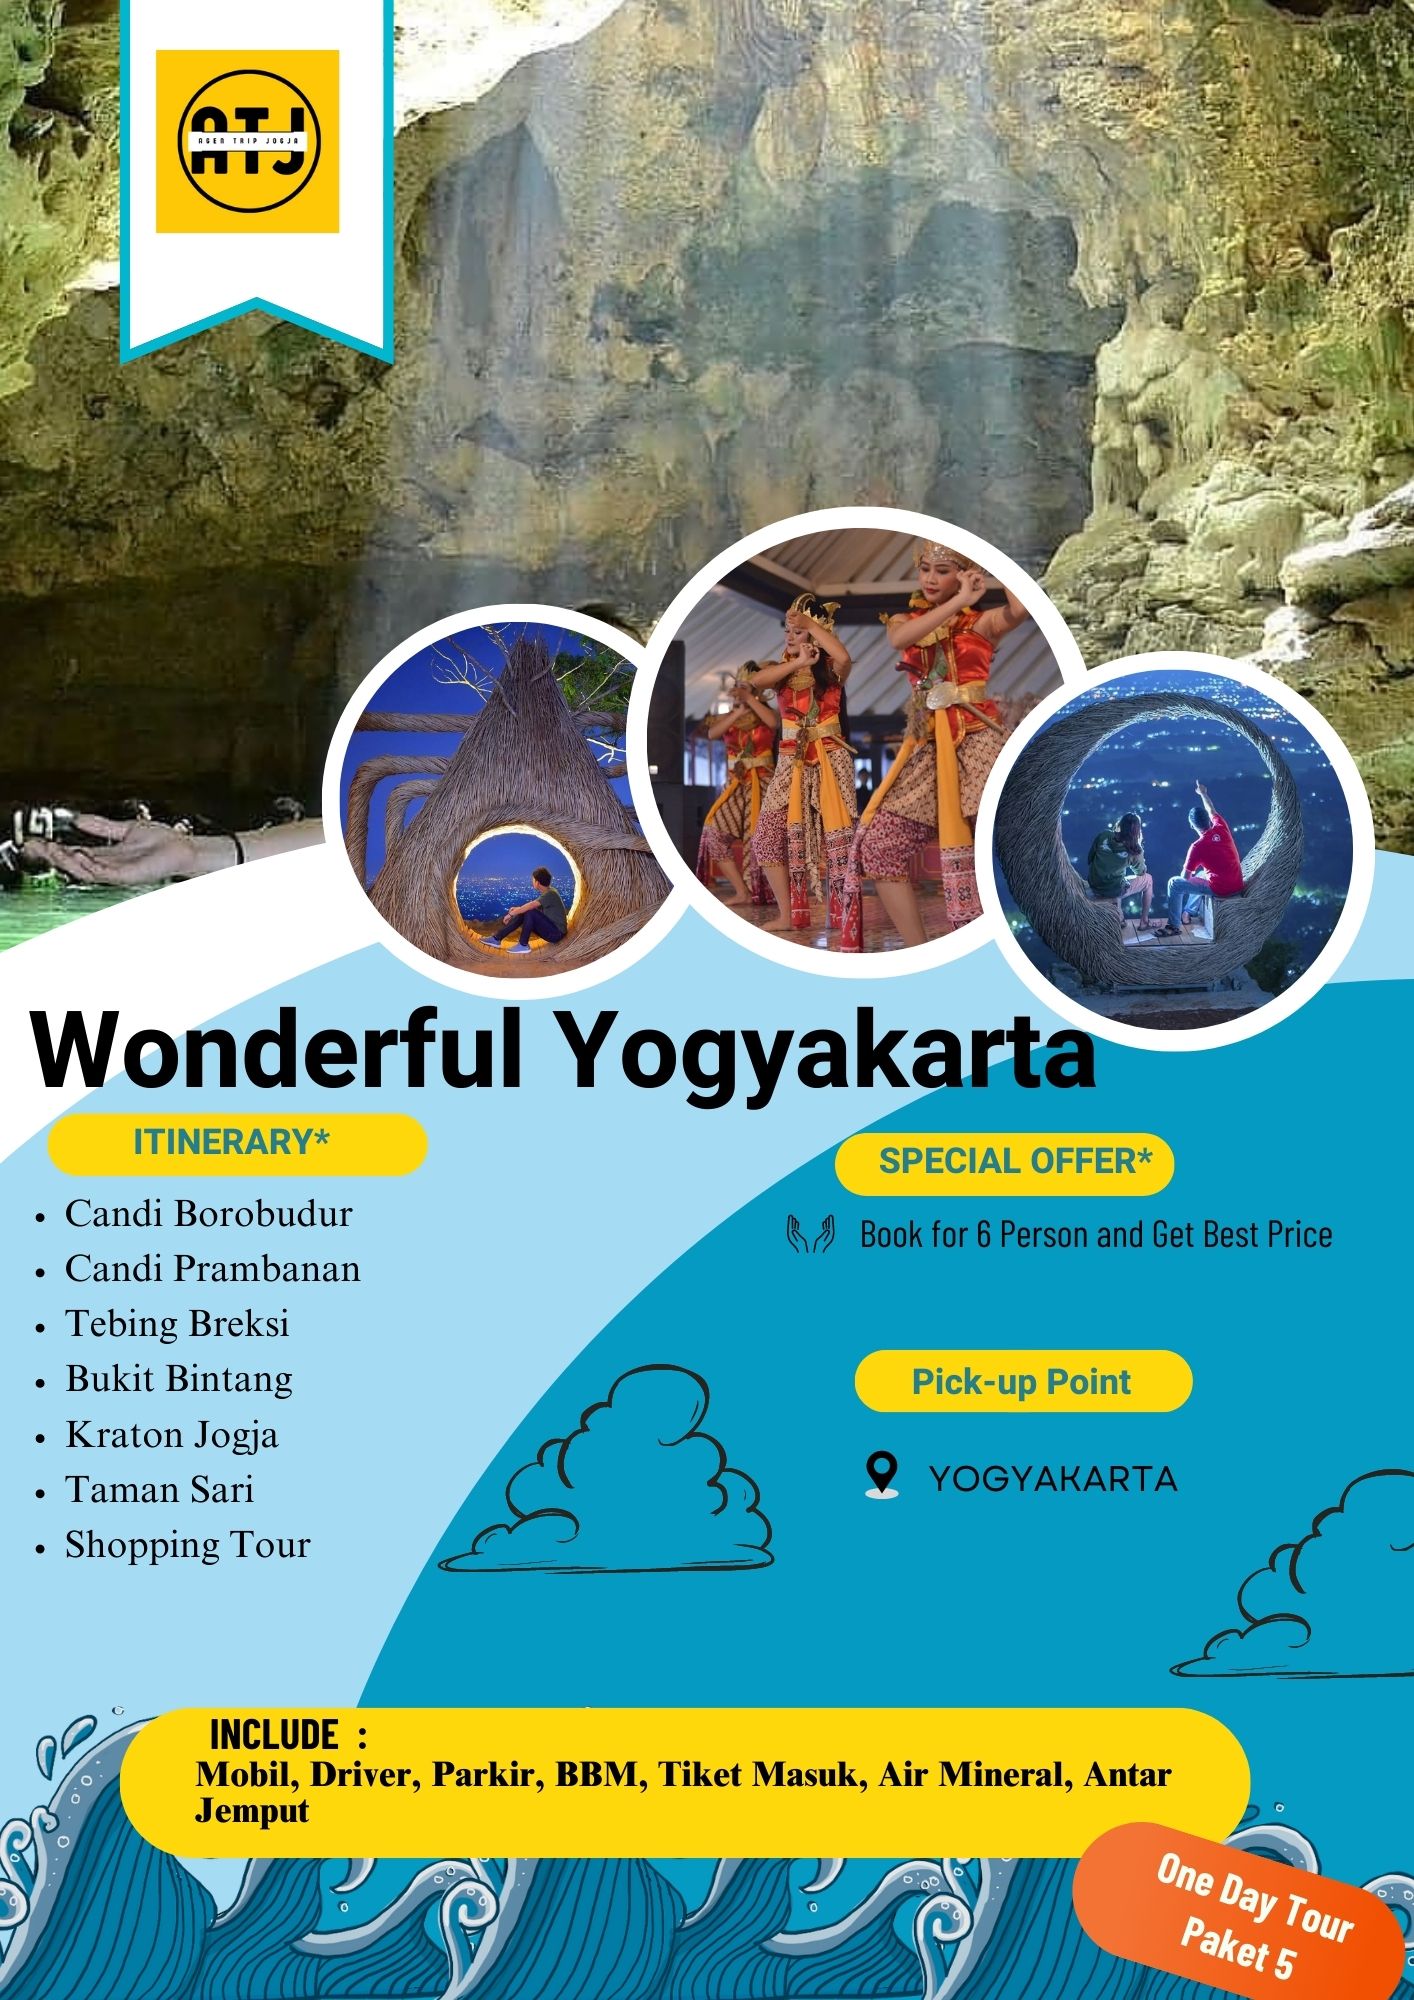 ATJ
AGEN TRIP JOGJA
Wonderful Yogyakarta
ITINERARY*
• Candi Borobudur
• Candi Prambanan
• Tebing Breksi
• Bukit Bintang
• Kraton Jogja
• Taman Sari
• Shopping Tour
SPECIAL OFFER*
Book for 6 Person and Get Best Price
Pick-up Point
YOGYAKARTA
INCLUDE :
Mobil, Driver, Parkir, BBM, Tiket Masuk, Air Mineral, Antar
Jemput
One Day Tour
Paket 5